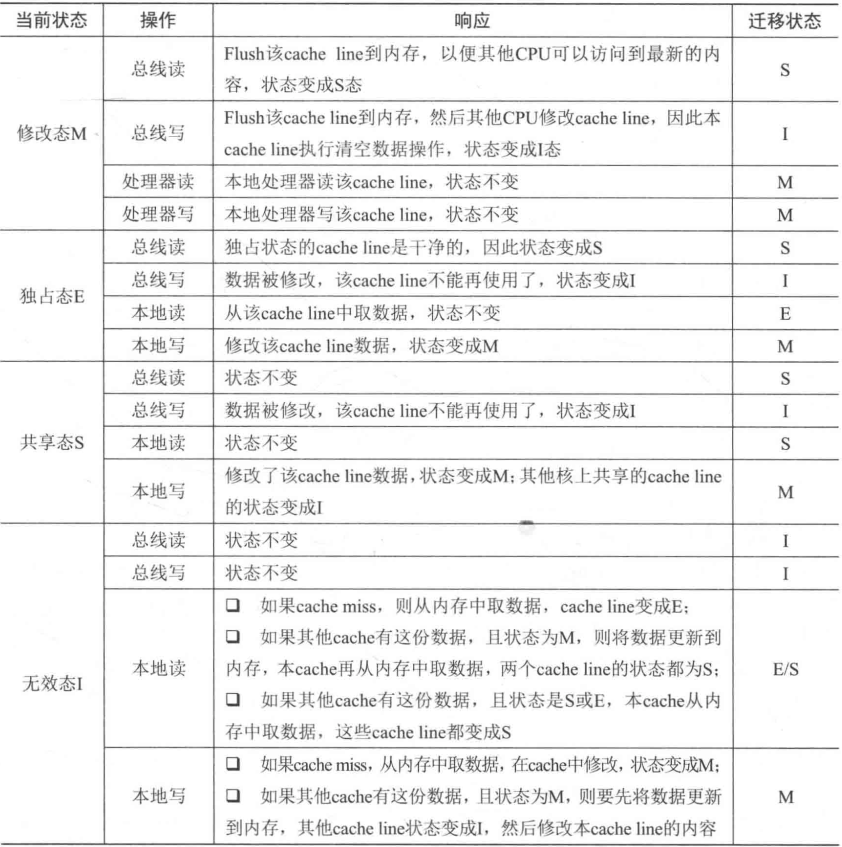 当前状态 操作 响应 迁移状态
修改态M 总线读 Flush该cache line到内存，以便其他CPU可以访问到最新的内
容，状态变成S态 S
总线写 Flush该cache line到内存，然后其他CPU修改cache line，因此本
cache line执行清空数据操作，状态变成I态 I
处理器读 本地处理器读该cache line，状态不变 M
处理器写 本地处理器写该cache line，状态不变 M
独占态E 总线读 独占状态的cache line是干净的，因此状态变成S S
总线写 数据被修改，该cache line不能再使用了，状态变成I I
本地读 从该cache line中取数据，状态不变 E
本地写 修改该cache line数据，状态变成M M
共享态S 总线读 状态不变 S
总线写 数据被修改，该cache line不能再使用了，状态变成I I
本地读 状态不变 S
本地写 修改了该cache line数据，状态变成M；其他核上共享的cache line
的状态变成I M
无效态I 总线读 状态不变 I
总线写 状态不变 I
本地读 ❑ 如果cache miss，则从内存中取数据，cache line变成E；
❑ 如果其他cache有这份数据，且状态为M，则将数据更新到
内存，本cache再从内存中取数据，两个cache line的状态都为S；
❑ 如果其他cache有这份数据，且状态是S或E，本cache从内
存中取数据，这些cache line都变成S E/S
本地写 ❑ 如果cache miss，从内存中取数据，在cache中修改，状态变成M；
❑ 如果其他cache有这份数据，且状态为M，则要先将数据更新
到内存，其他cache line状态变成I，然后修改本cache line的内容 M